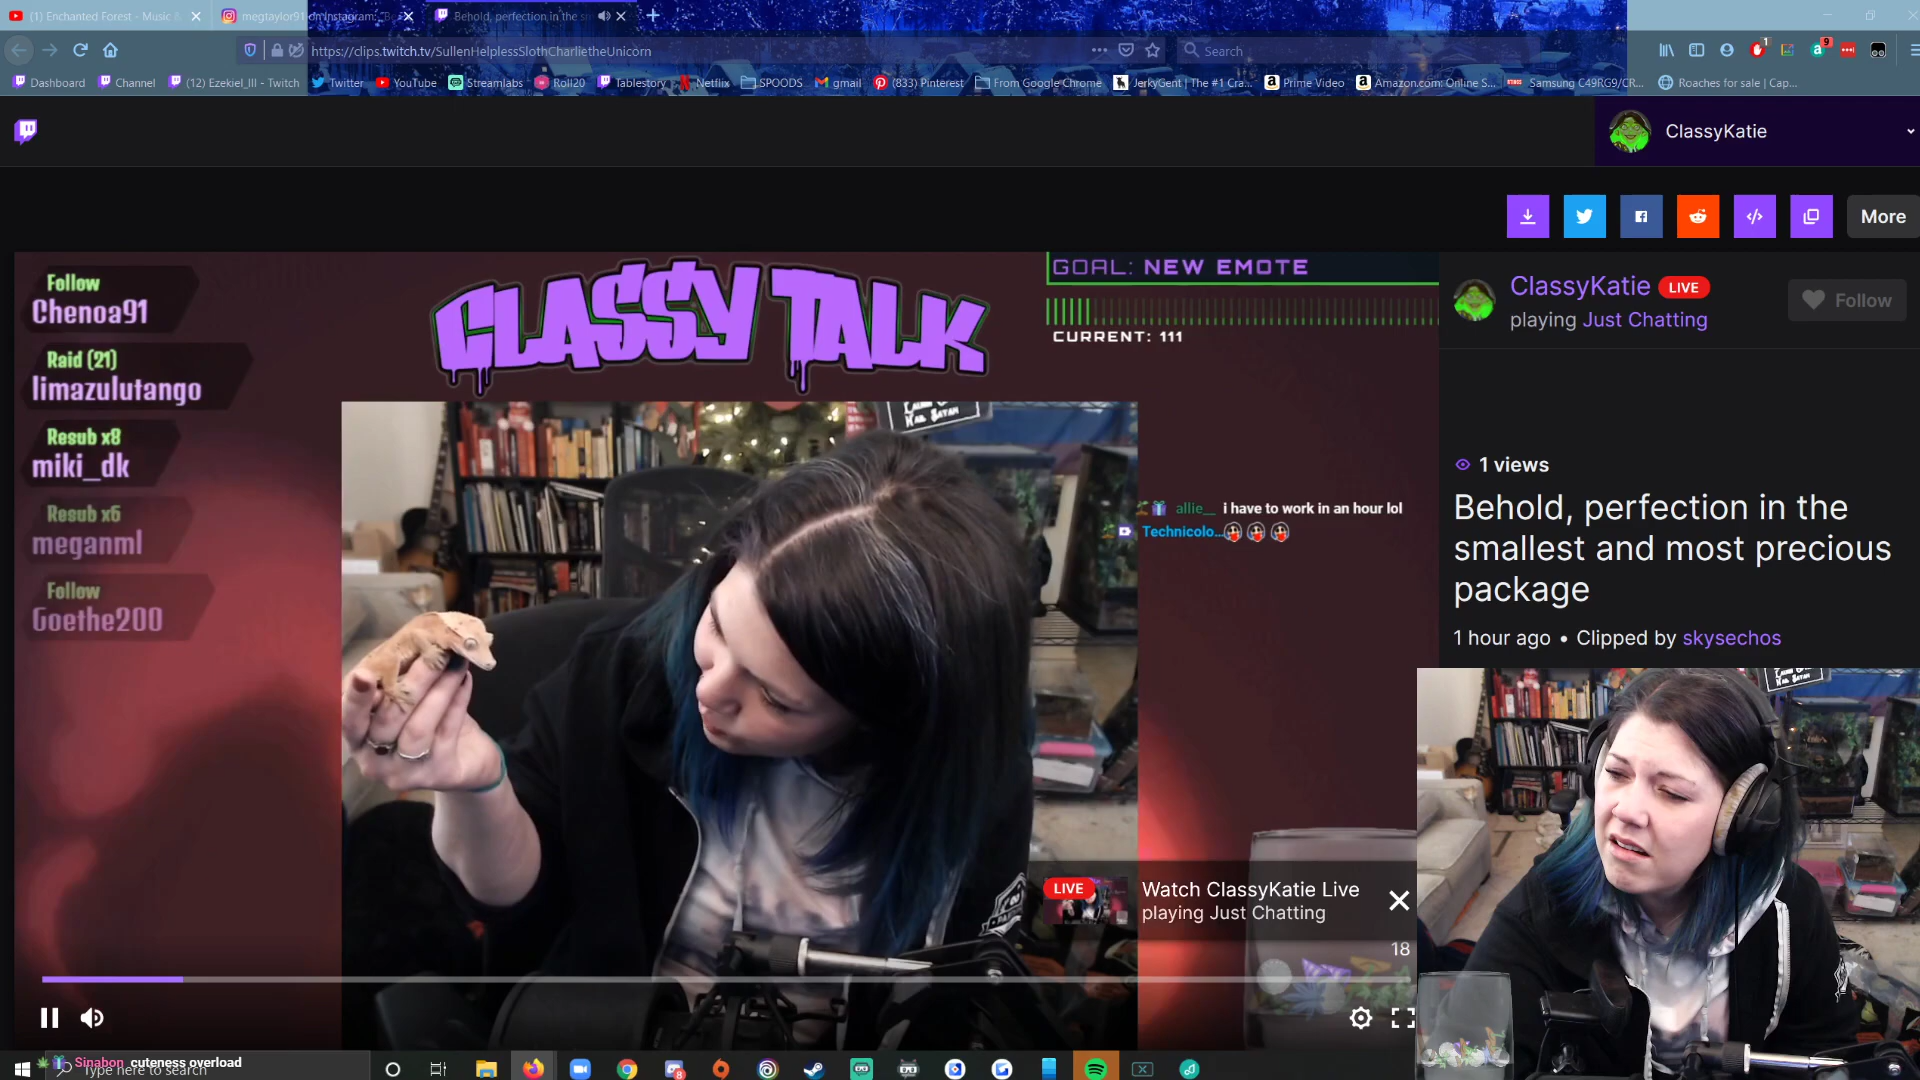 (1) Enchanted Forest - Music &
megtaylor91 on Instagram: "B
Behold, perfection in the sm
https://clips.twitch.tv/SullenHelplessSlothCharlietheUnicorn
Search
1
9
Dashboard
Channel
(12) Ezekiel_III - Twitch
Twitter
YouTube
Streamlabs
Roll20
Tablestory
Netflix
SPOODS
gmail
(833) Pinterest
From Google Chrome
JerkyGent | The #1 Cra...
Prime Video
Amazon.com: Online S...
Samsung C49RG9/CR...
Roaches for sale | Cap...
ClassyKatie
More
Follow
Chenoa91
Raid (21)
limazulutango
Resub x8
miki_dk
Resub x6
meganml
Follow
Goethe200
CLASSY TALK
GOAL: NEW EMOTE
CURRENT: 111
ClassyKatie LIVE
Follow
playing Just Chatting
allie__ i have to work in an hour lol
Technicolo...
1 views
Behold, perfection in the
smallest and most precious
package
1 hour ago • Clipped by skysechos
LIVE
Watch ClassyKatie Live
playing Just Chatting
18
Sinabon cuteness overload
Type here to search
8